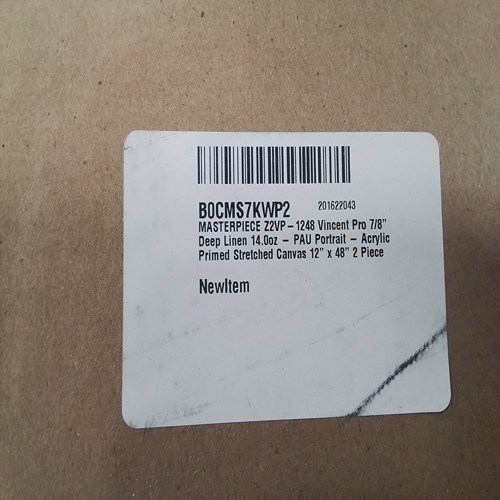 B0CMS7KWP2 201622043
MASTERPIECE Z2VP - 1248 Vincent Pro 7/8"
Deep Linen 14.0oz - PAU Portrait - Acrylic
Primed Stretched Canvas 12" x 48" 2 Piece
NewItem